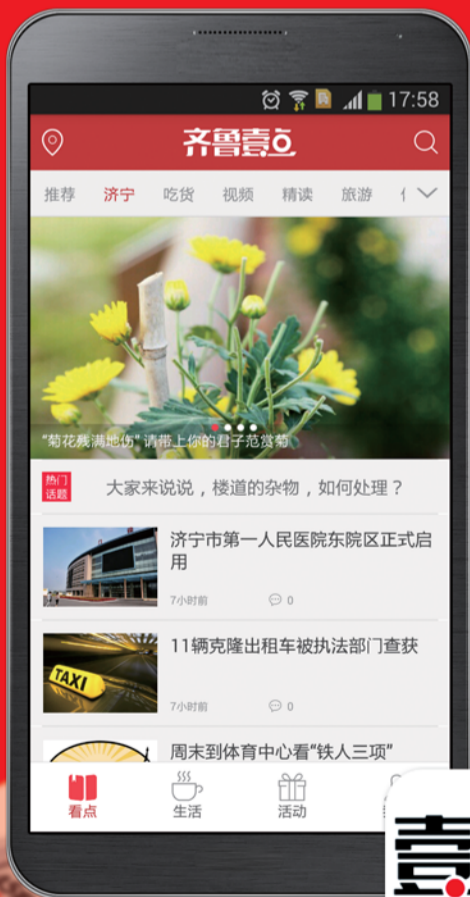 17:58
齐鲁壹点
推荐 济宁 吃货 视频 精读 旅游
“菊花残满地伤” 请带上你的君子范赏菊
热门
话题
大家来说说，楼道的杂物，如何处理？
济宁市第一人民医院东院区正式启
用
7小时前 0
11辆克隆出租车被执法部门查获
TAXI
7小时前 0
周末到体育中心看“铁人三项”
看点 生活 活动
壹